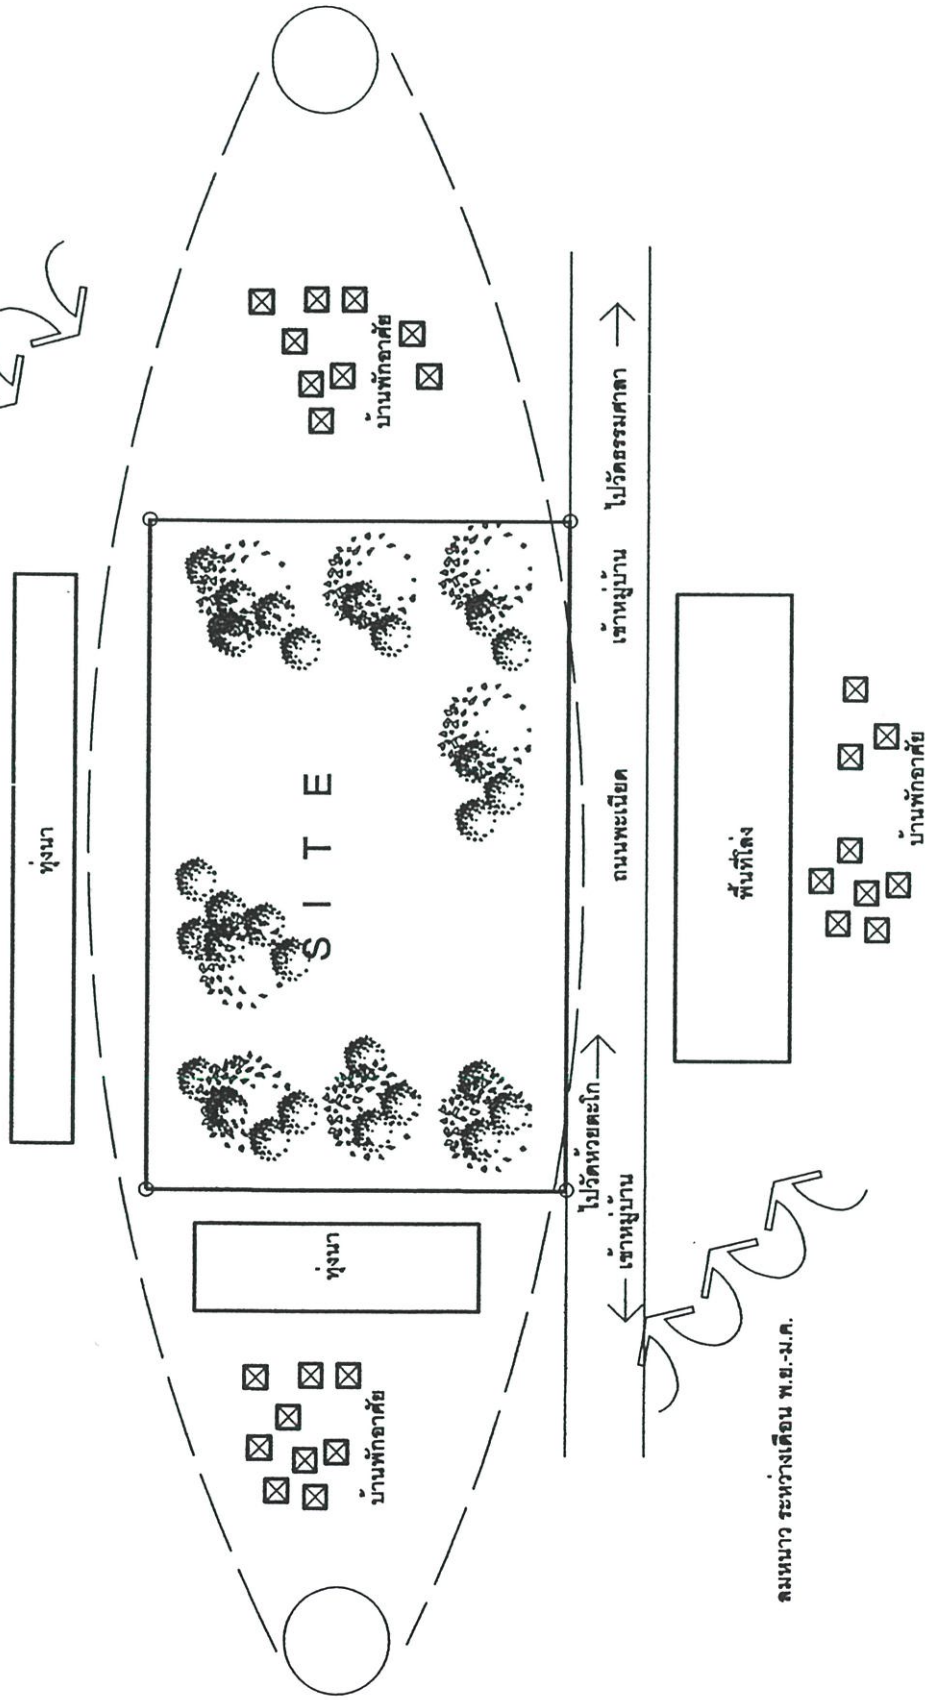 ทุ่งนา
บ้านพักอาศัย
ทุ่งนา
S I T E
บ้านพักอาศัย
ไปวัดห้วยตะโก
เข้าหมู่บ้าน
ถนนพะเนียด
เข้าหมู่บ้าน
ไปวัดธรรมศาลา
พื้นที่โล่ง
ลมหนาว ระหว่างเดือน พ.ย.-ม.ค.
บ้านพักอาศัย